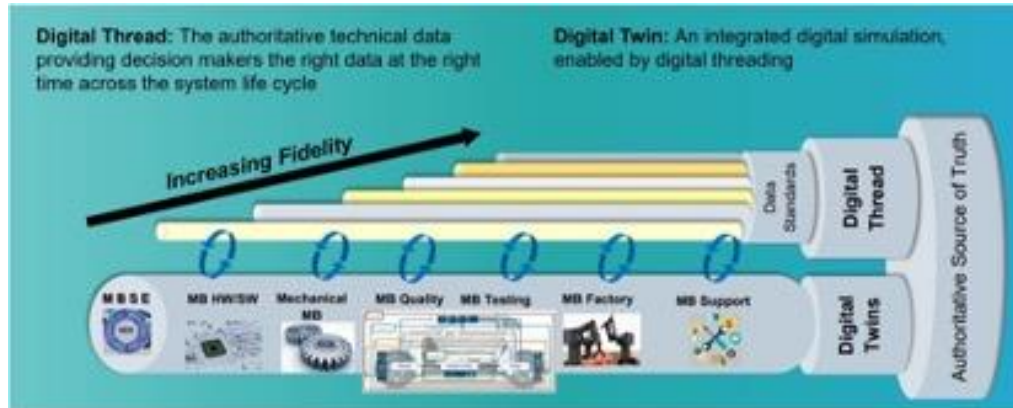 Digital Thread: The authoritative technical data
providing decision makers the right data at the right
time across the system life cycle
Digital Twin: An integrated digital simulation,
enabled by digital threading
Increasing Fidelity
Data
Standards
Digital
Thread
Authoritative Source of Truth
MBSE
MB HW/SW
Mechanical
MB
MB Quality
MB Testing
MB Factory
MB Support
Digital
Twins